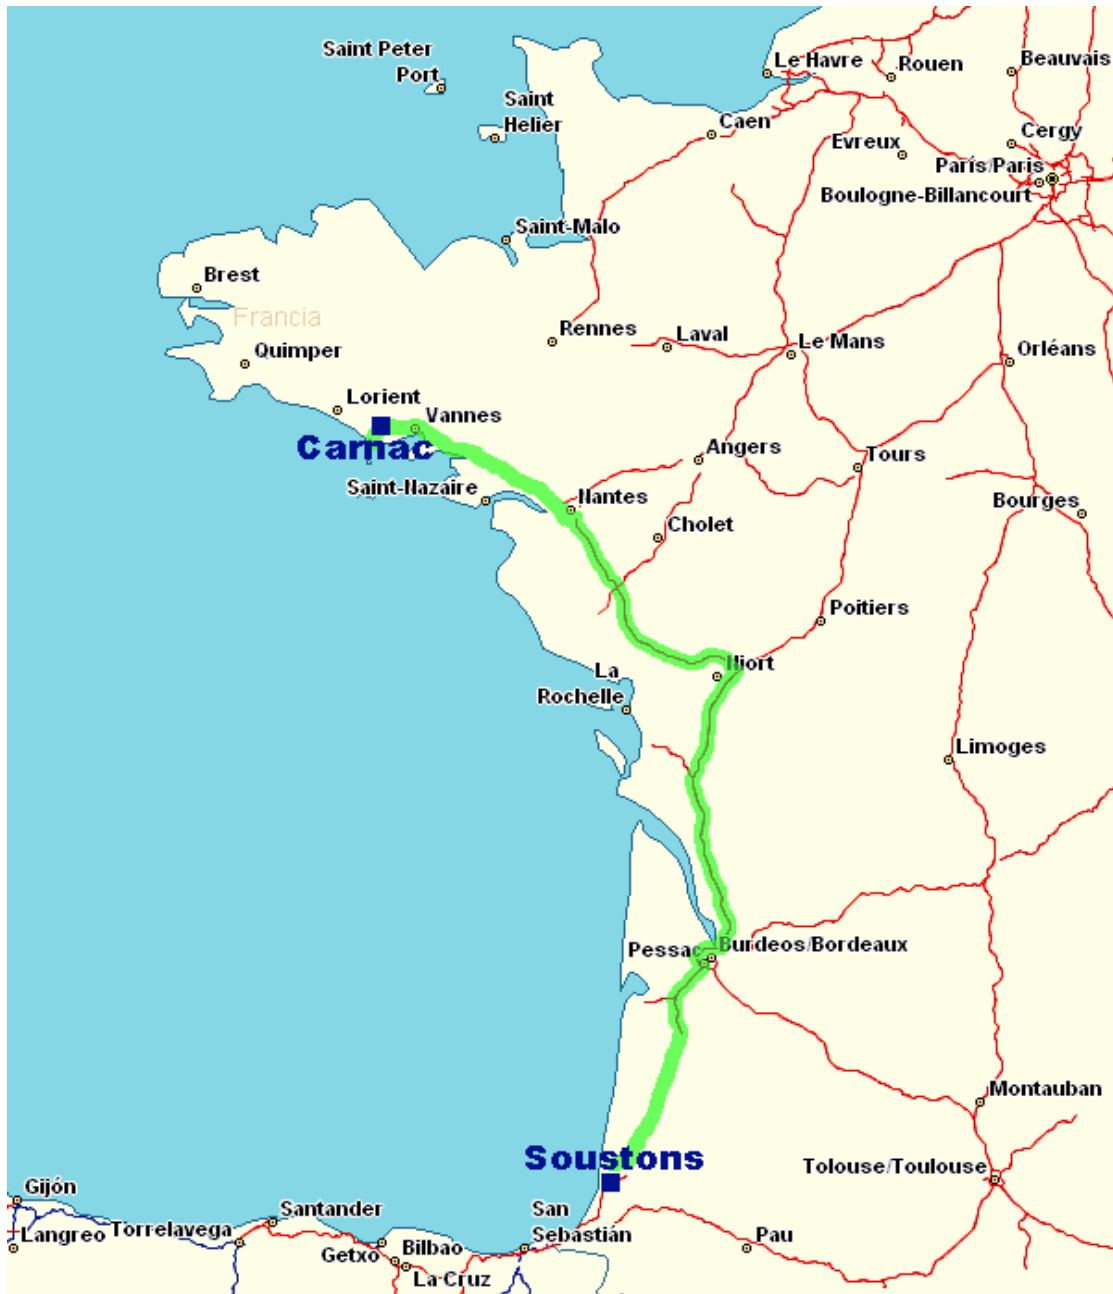 Saint Peter
Port
Le Havre
Rouen
Beauvais
Saint
Helier
Caen
Evreux
Cergy
París/Paris
Boulogne-Billancourt
Saint-Malo
Brest
Francia
Quimper
Rennes
Laval
Le Mans
Orléans
Lorient
Vannes
Carnac
Angers
Tours
Saint-Nazaire
Nantes
Cholet
Bourges
Poitiers
Niort
La
Rochelle
Limoges
Pessac
Burdeos/Bordeaux
Montauban
Soustons
Tolouse/Toulouse
Gijón
Langreo
Torrelavega
Santander
Getxo
Bilbao
La Cruz
San
Sebastián
Pau